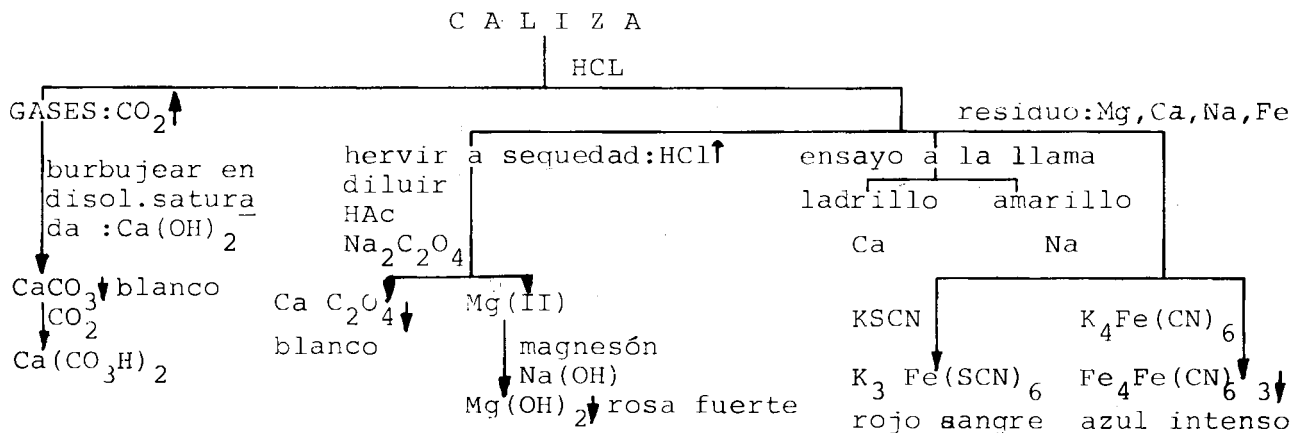 C A L I Z A
HCL
GASES:CO2↑
residuo:Mg,Ca,Na,Fe
burbujear en
disol.satura
da :Ca(OH)2
CaCO3↓ blanco
CO2
Ca(CO3H)2
hervir a sequedad:HCl↑
diluir
HAc
Na2C2O4
Ca C2O4↓
blanco
Mg(II)
magnesón
Na(OH)
Mg(OH)2↓ rosa fuerte
ensayo a la llama
ladrillo amarillo
Ca Na
KSCN
K3 Fe(SCN)6
rojo sangre
K4Fe(CN)6
Fe4Fe(CN)6 3↓
azul intenso